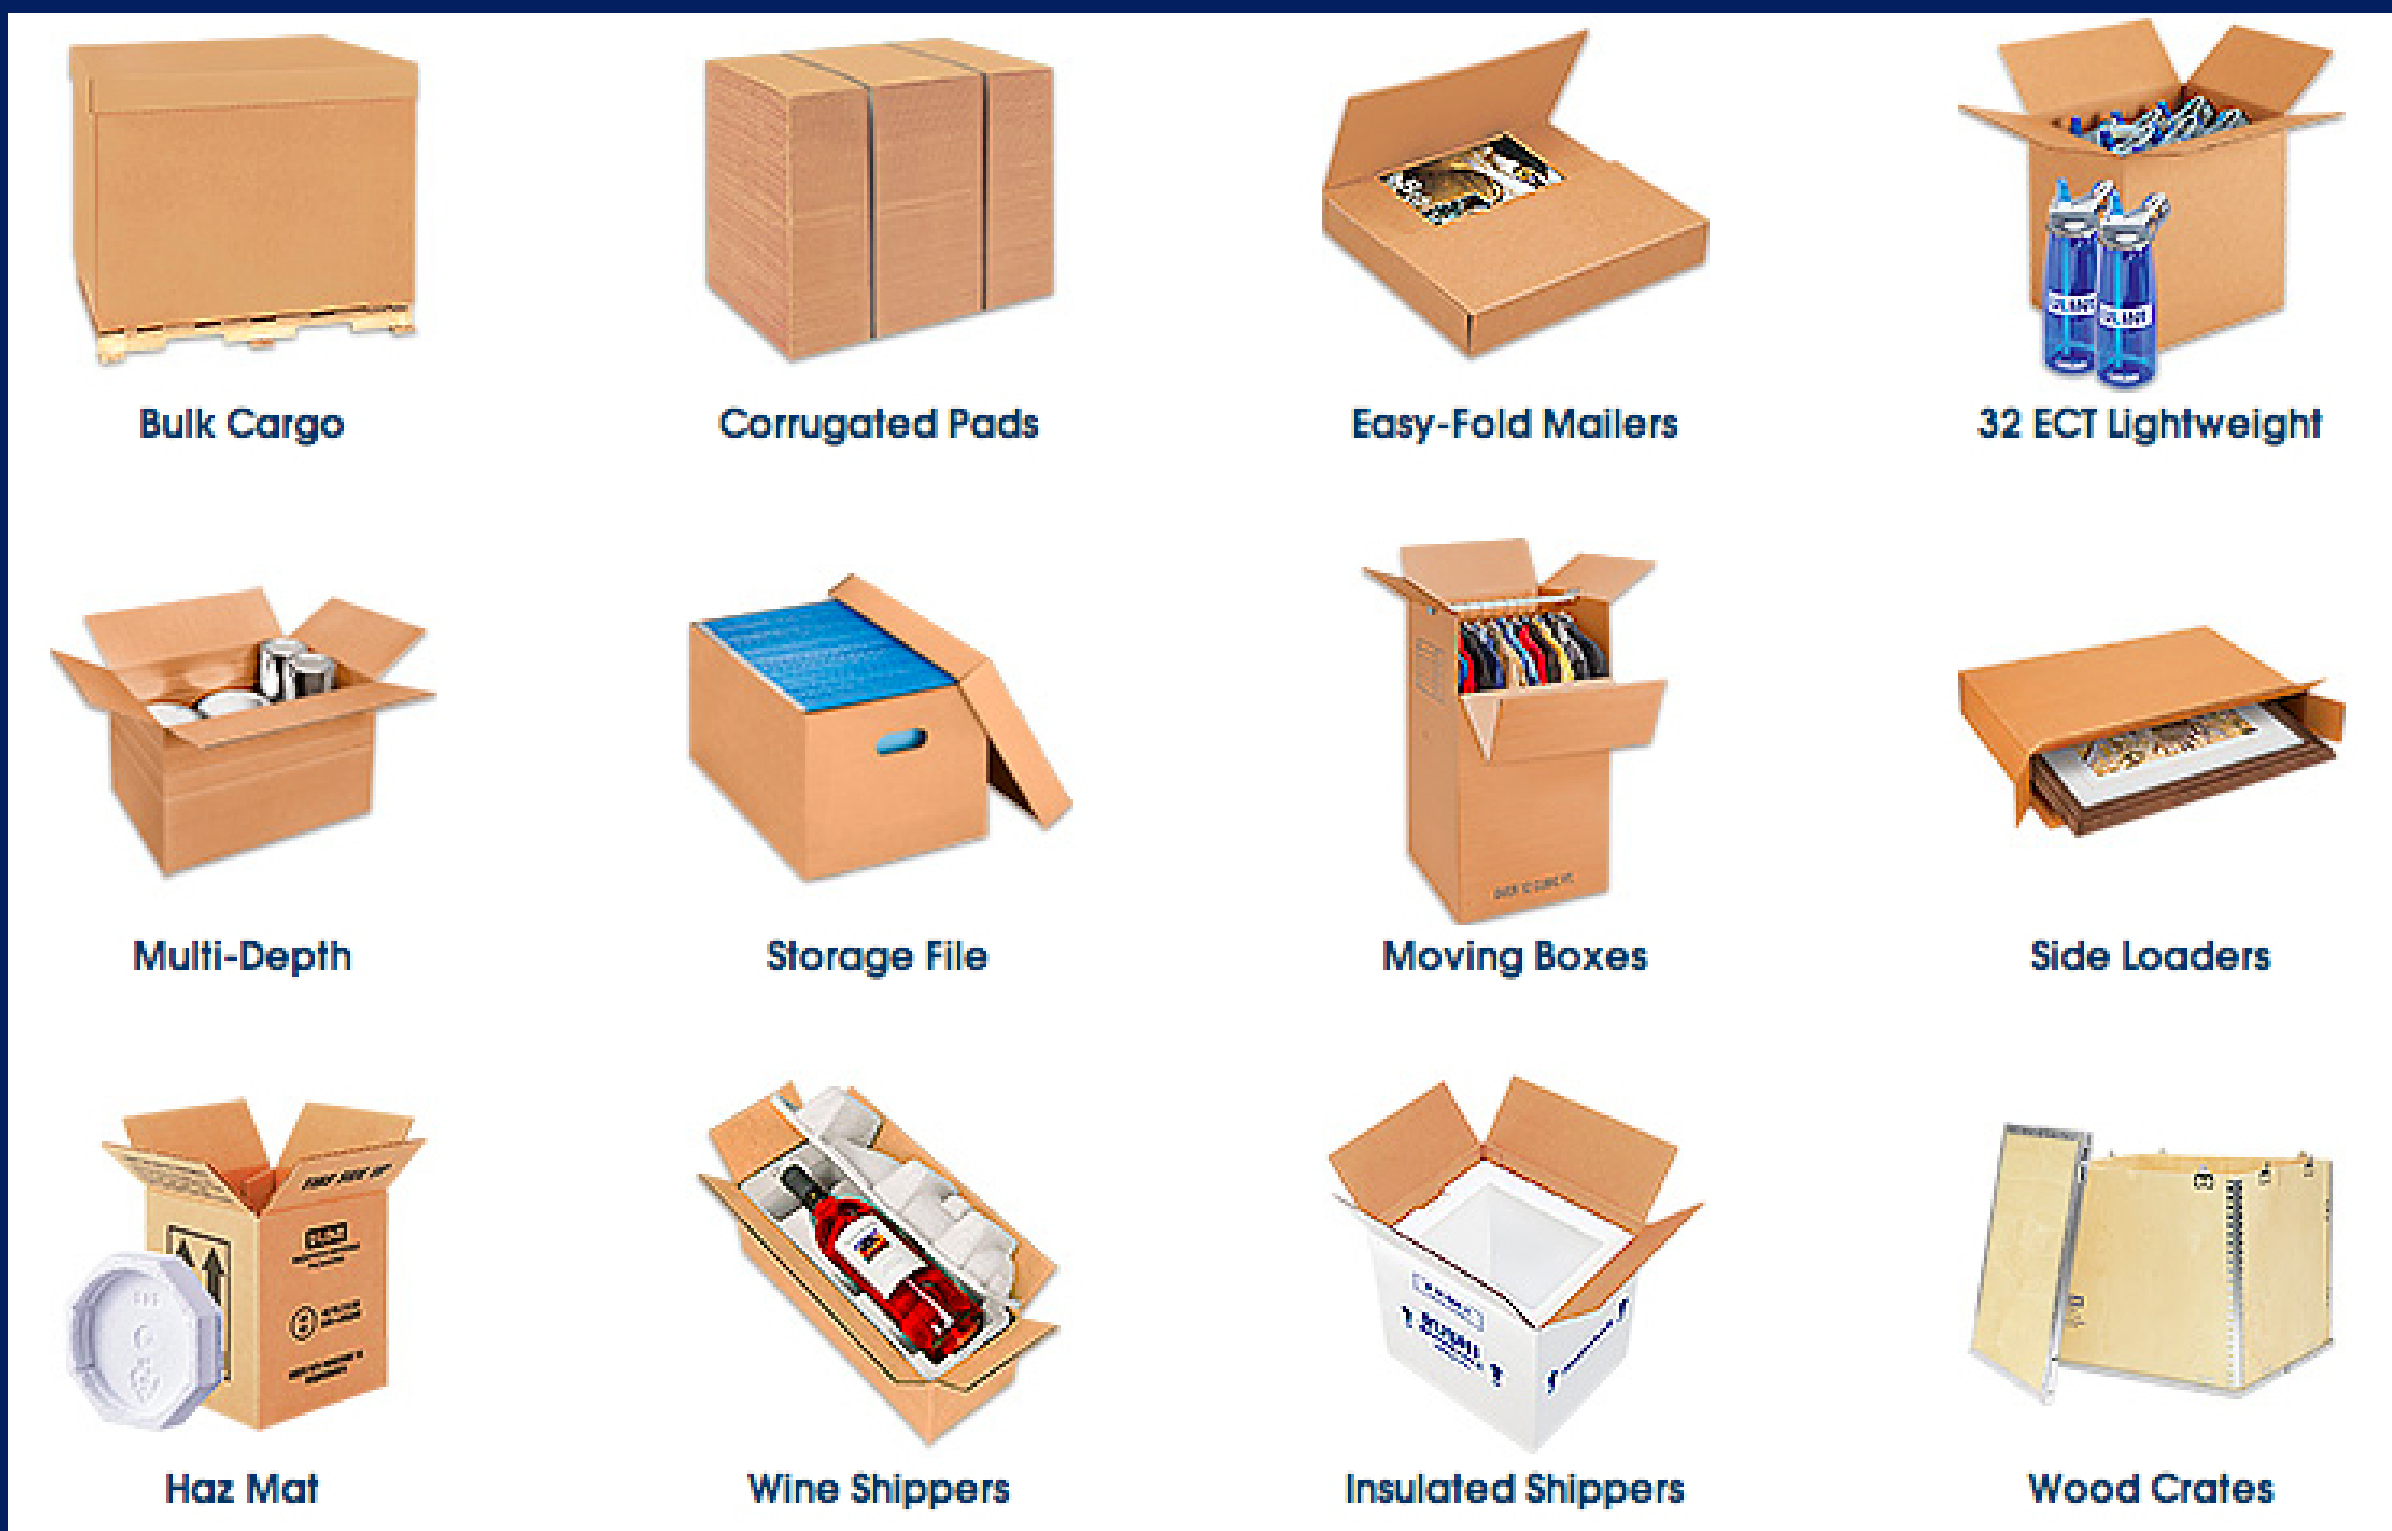 Bulk Cargo
Corrugated Pads
Easy-Fold Mailers
32 ECT Lightweight
Multi-Depth
Storage File
Moving Boxes
Side Loaders
Haz Mat
Wine Shippers
Insulated Shippers
Wood Crates